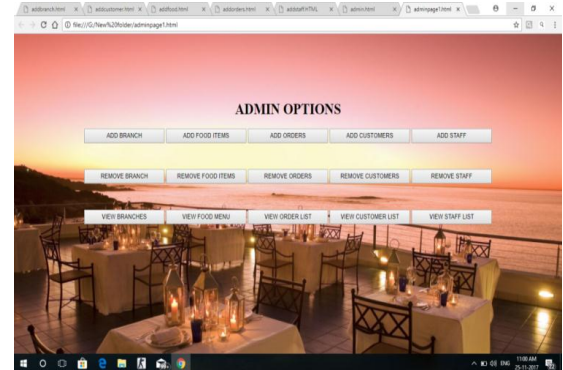 addbranch.html addcustomer.html addfood.html addorders.html addstaff.HTML admin.html adminpage1.html
file:///G:/New%20folder/adminpage1.html
ADMIN OPTIONS
ADD BRANCH ADD FOOD ITEMS ADD ORDERS ADD CUSTOMERS ADD STAFF
REMOVE BRANCH REMOVE FOOD ITEMS REMOVE ORDERS REMOVE CUSTOMERS REMOVE STAFF
VIEW BRANCHES VIEW FOOD MENU VIEW ORDER LIST VIEW CUSTOMER LIST VIEW STAFF LIST
ENG 11:00 AM
25-11-2017